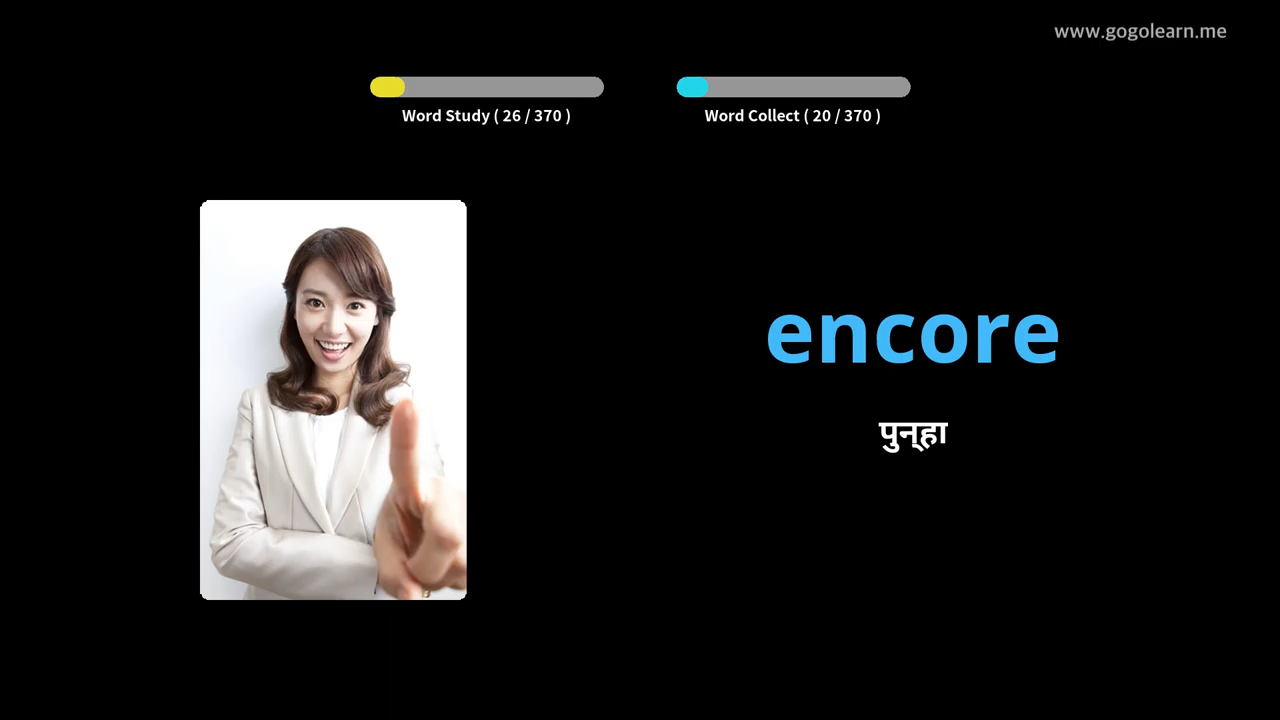 www.gogolearn.me
Word Study ( 26 / 370 )
Word Collect ( 20 / 370 )
encore
पुन्हा